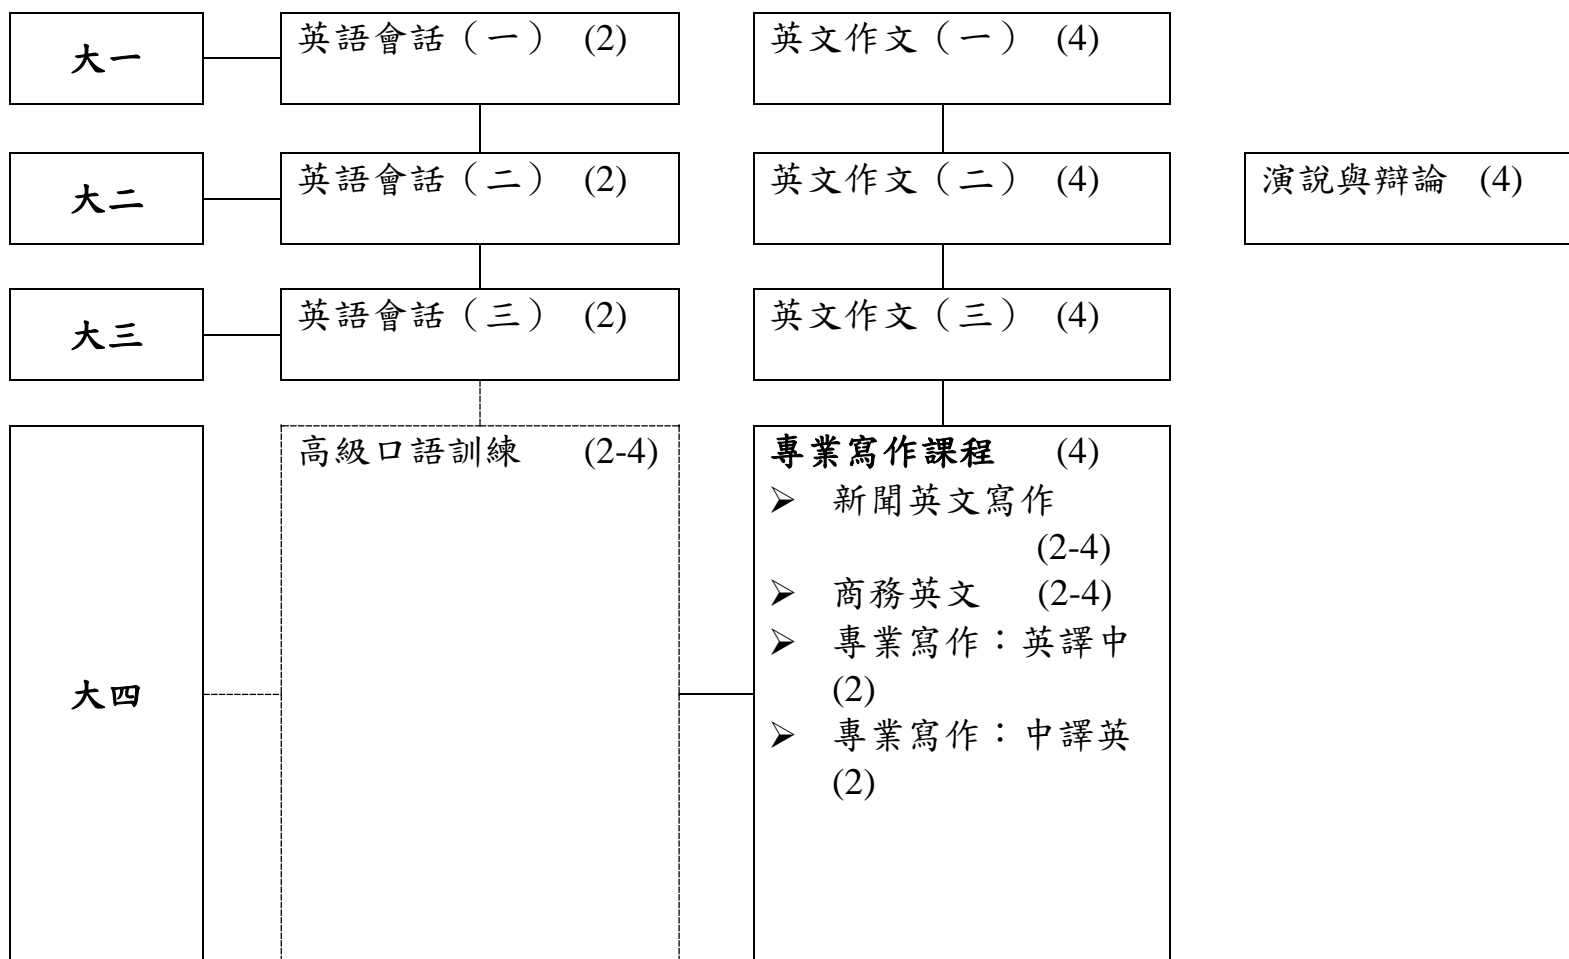 大一
英語會話（一） (2)
英文作文（一） (4)
大二
英語會話（二） (2)
英文作文（二） (4)
演說與辯論 (4)
大三
英語會話（三） (2)
英文作文（三） (4)
大四
高級口語訓練 (2-4)
專業寫作課程 (4)
➢ 新聞英文寫作
(2-4)
➢ 商務英文 (2-4)
➢ 專業寫作：英譯中
(2)
➢ 專業寫作：中譯英
(2)